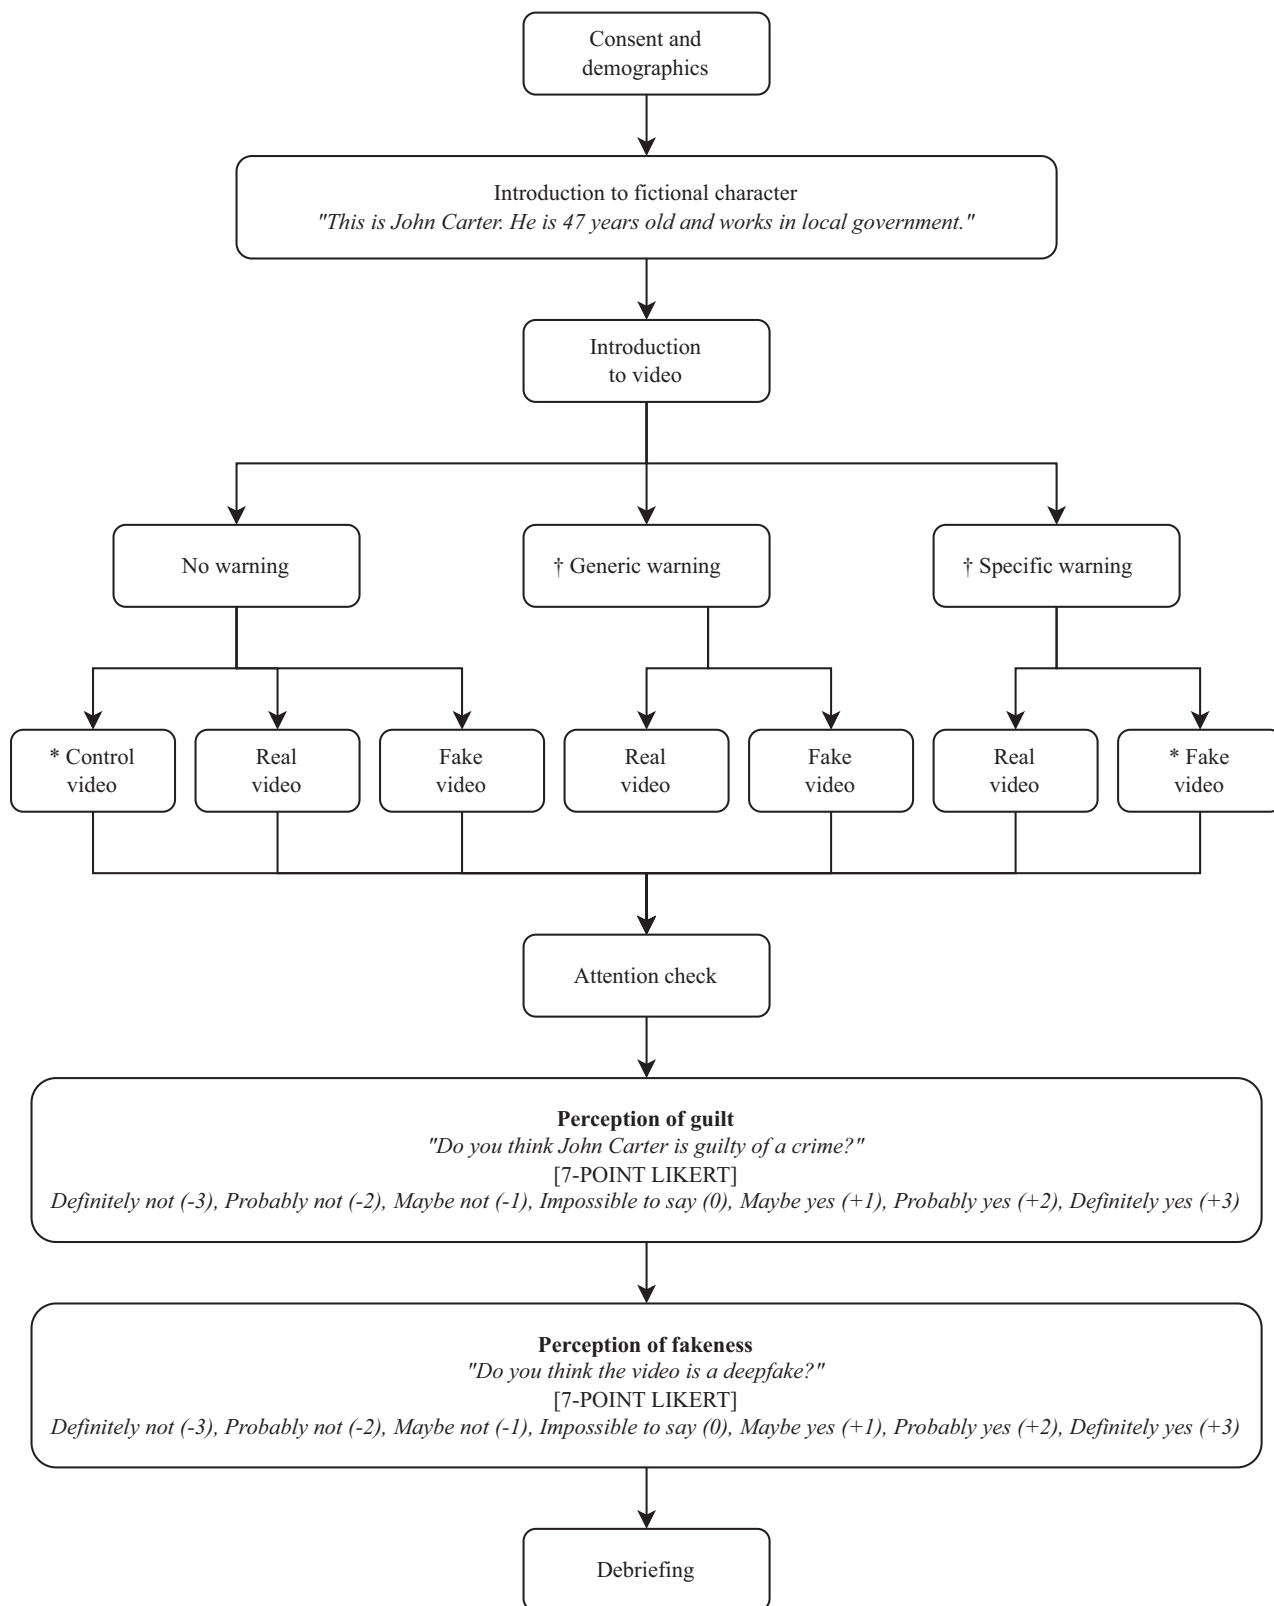 Consent and
demographics
Introduction to fictional character
"This is John Carter. He is 47 years old and works in local government."
Introduction
to video
No warning
† Generic warning
† Specific warning
* Control
video
Real
video
Fake
video
Real
video
Fake
video
Real
video
* Fake
video
Attention check
Perception of guilt
"Do you think John Carter is guilty of a crime?"
[7-POINT LIKERT]
Definitely not (-3), Probably not (-2), Maybe not (-1), Impossible to say (0), Maybe yes (+1), Probably yes (+2), Definitely yes (+3)
Perception of fakeness
"Do you think the video is a deepfake?"
[7-POINT LIKERT]
Definitely not (-3), Probably not (-2), Maybe not (-1), Impossible to say (0), Maybe yes (+1), Probably yes (+2), Definitely yes (+3)
Debriefing